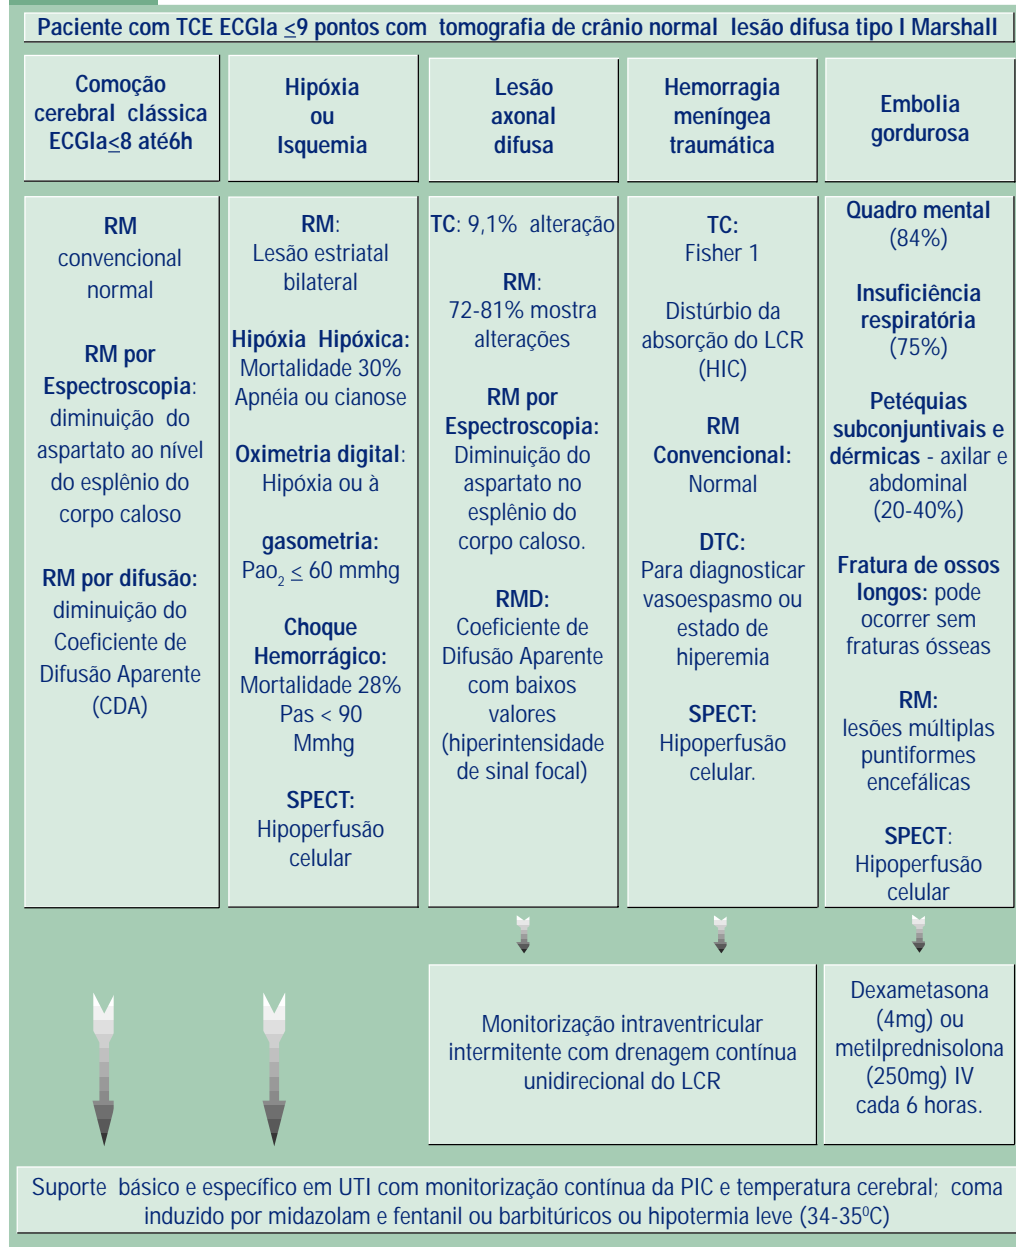 Paciente com TCE ECGla ≤9 pontos com tomografia de crânio normal lesão difusa tipo I Marshall
Comoção
cerebral clássica
ECGla≤8 até6h
Hipóxia
ou
Isquemia
Lesão
axonal
difusa
Hemorragia
meníngea
traumática
Embolia
gordurosa
RM
convencional
normal
RM por
Espectroscopia:
diminuição do
aspartato ao nível
do esplênio do
corpo caloso
RM por difusão:
diminuição do
Coeficiente de
Difusão Aparente
(CDA)
RM:
Lesão estriatal
bilateral
Hipóxia Hipóxica:
Mortalidade 30%
Apnéia ou cianose
Oximetria digital:
Hipóxia ou à
gasometria:
Pao₂ ≤ 60 mmhg
Choque
Hemorrágico:
Mortalidade 28%
Pas < 90
Mmhg
SPECT:
Hipoperfusão
celular
TC: 9,1% alteração
RM:
72-81% mostra
alterações
RM por
Espectroscopia:
Diminuição do
aspartato no
esplênio do
corpo caloso.
RMD:
Coeficiente de
Difusão Aparente
com baixos
valores
(hiperintensidade
de sinal focal)
TC:
Fisher 1
Distúrbio da
absorção do LCR
(HIC)
RM
Convencional:
Normal
DTC:
Para diagnosticar
vasoespasmo ou
estado de
hiperemia
SPECT:
Hipoperfusão
celular.
Quadro mental
(84%)
Insuficiência
respiratória
(75%)
Petéquias
subconjuntivais e
dérmicas - axilar e
abdominal
(20-40%)
Fratura de ossos
longos: pode
ocorrer sem
fraturas ósseas
RM:
lesões múltiplas
puntiformes
encefálicas
SPECT:
Hipoperfusão
celular
Monitorização intraventricular
intermitente com drenagem contínua
unidirecional do LCR
Dexametasona
(4mg) ou
metilprednisolona
(250mg) IV
cada 6 horas.
Suporte básico e específico em UTI com monitorização contínua da PIC e temperatura cerebral; coma
induzido por midazolam e fentanil ou barbitúricos ou hipotermia leve (34-35⁰C)